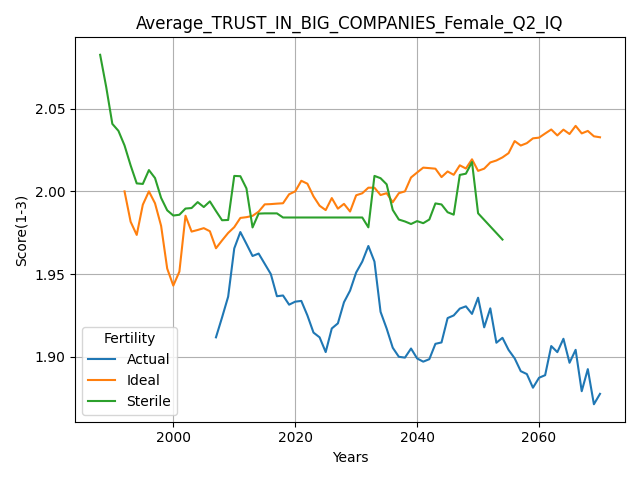 Average_TRUST_IN_BIG_COMPANIES_Female_Q2_IQ
Score(1-3)
2.05
2.00
1.95
1.90
Fertility
Actual
Ideal
Sterile
2000
2020
2040
2060
Years